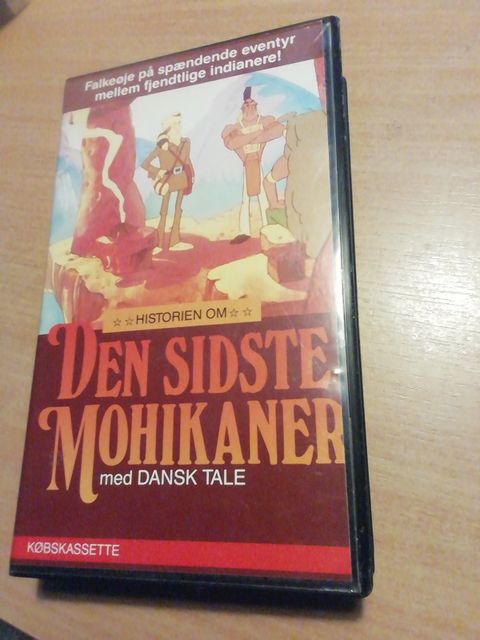 Falkeøje på spændende eventyr
mellem fjendtlige indianere!
☆☆HISTORIEN OM☆☆
DEN SIDSTE
MOHIKANER
med DANSK TALE
KØBSKASSETTE